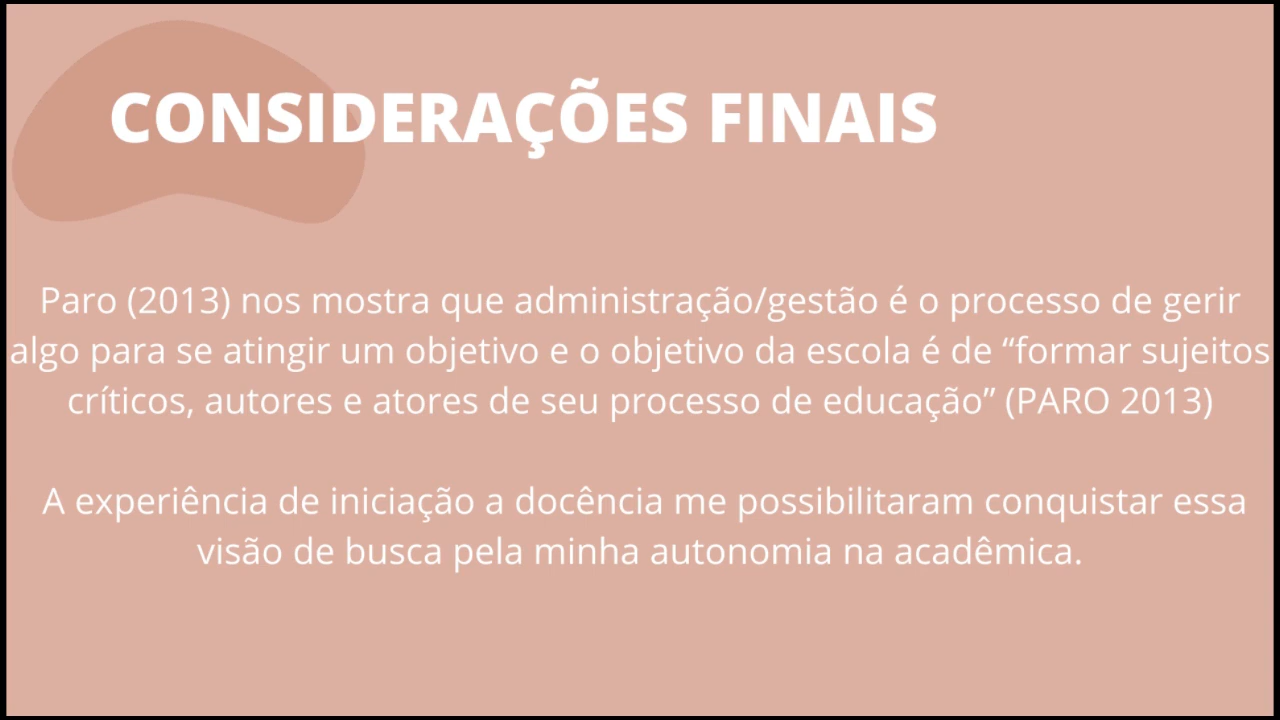 CONSIDERAÇÕES FINAIS
Paro (2013) nos mostra que administração/gestão é o processo de gerir
algo para se atingir um objetivo e o objetivo da escola é de “formar sujeitos
críticos, autores e atores de seu processo de educação” (PARO 2013)
A experiência de iniciação a docência me possibilitaram conquistar essa
visão de busca pela minha autonomia na acadêmica.